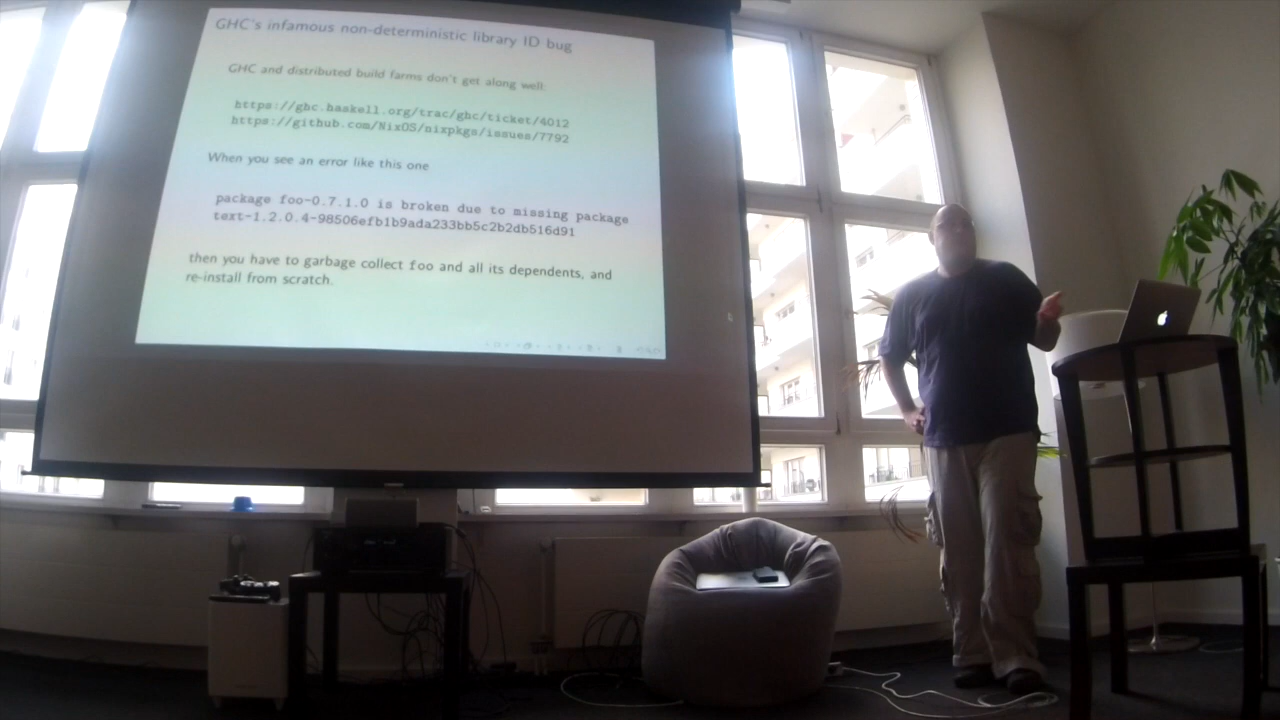 GHC's infamous non-deterministic library ID bug
GHC and distributed build farms don't get along well:
https://ghc.haskell.org/trac/ghc/ticket/4012
https://github.com/NixOS/nixpkgs/issues/7792
When you see an error like this one
package foo-0.7.1.0 is broken due to missing package
text-1.2.0.4-98506efb1b9ada233bb5c2b2db516d91
then you have to garbage collect foo and all its dependents, and
re-install from scratch.